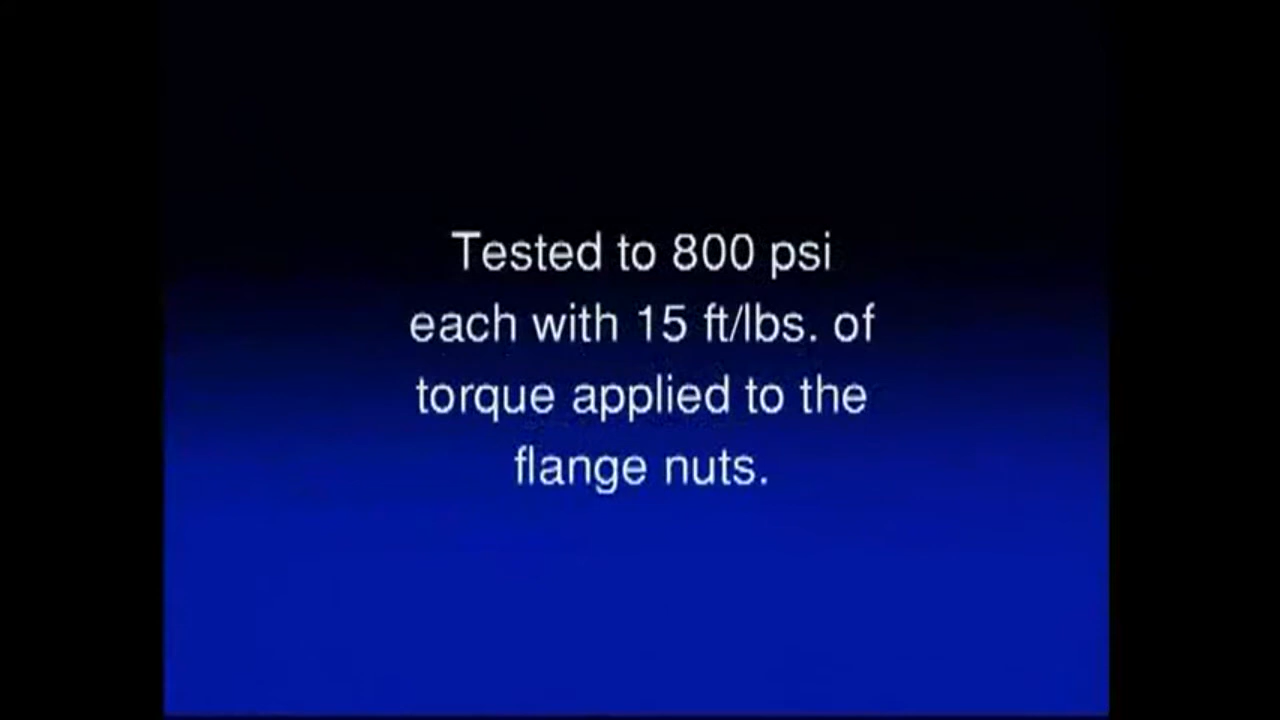 Tested to 800 psi
each with 15 ft/lbs. of
torque applied to the
flange nuts.